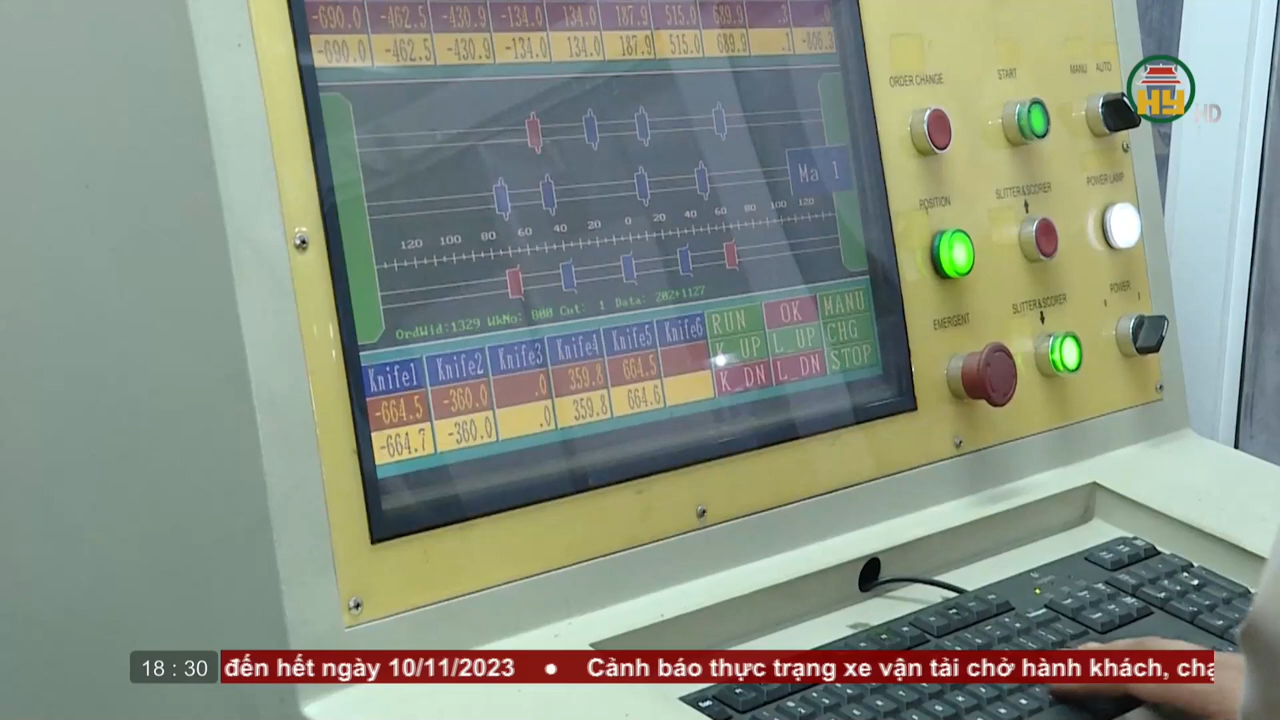 -690.0 -462.5 -430.9 -134.0 134.0 187.9 515.0 689.9 .3
-690.0 -462.5 -430.9 -134.0 134.0 187.9 515.0 689.9 .1 -806.3
ORDER CHANGE START MANU AUTO
HY HD
Ma 1
120 100 80 60 40 20 0 20 40 60 80 100 120
POSITION SLITTER&SCORER POWER LAMP
OrdWid:1329 WkNo: 800 Cut: 1 Data: 202+1127
EMERGENT SLITTER&SCORER POWER
Knife1 Knife2 Knife3 Knife4 Knife5 Knife6
-664.5 -360.0 .0 359.8 664.5
-664.7 -360.0 .0 359.8 664.6
RUN OK MANU
K_UP L_UP CHG
K_DN L_DN STOP
18 : 30 đến hết ngày 10/11/2023 • Cảnh báo thực trạng xe vận tải chở hành khách,